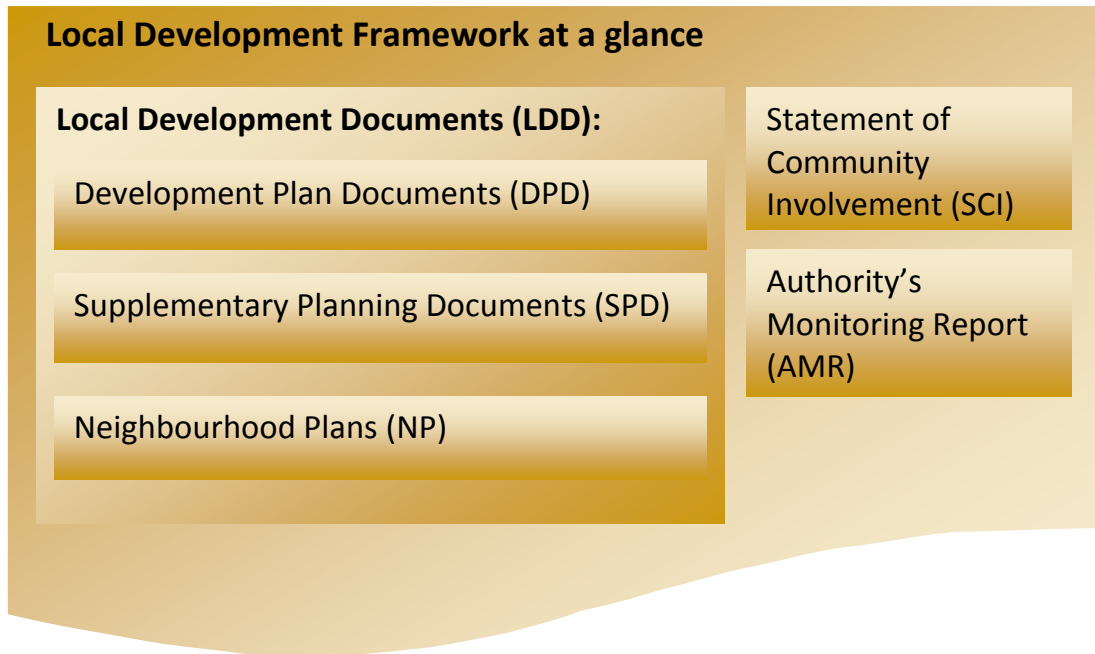 Local Development Framework at a glance
Local Development Documents (LDD):
Development Plan Documents (DPD)
Supplementary Planning Documents (SPD)
Neighbourhood Plans (NP)
Statement of
Community
Involvement (SCI)
Authority’s
Monitoring Report
(AMR)